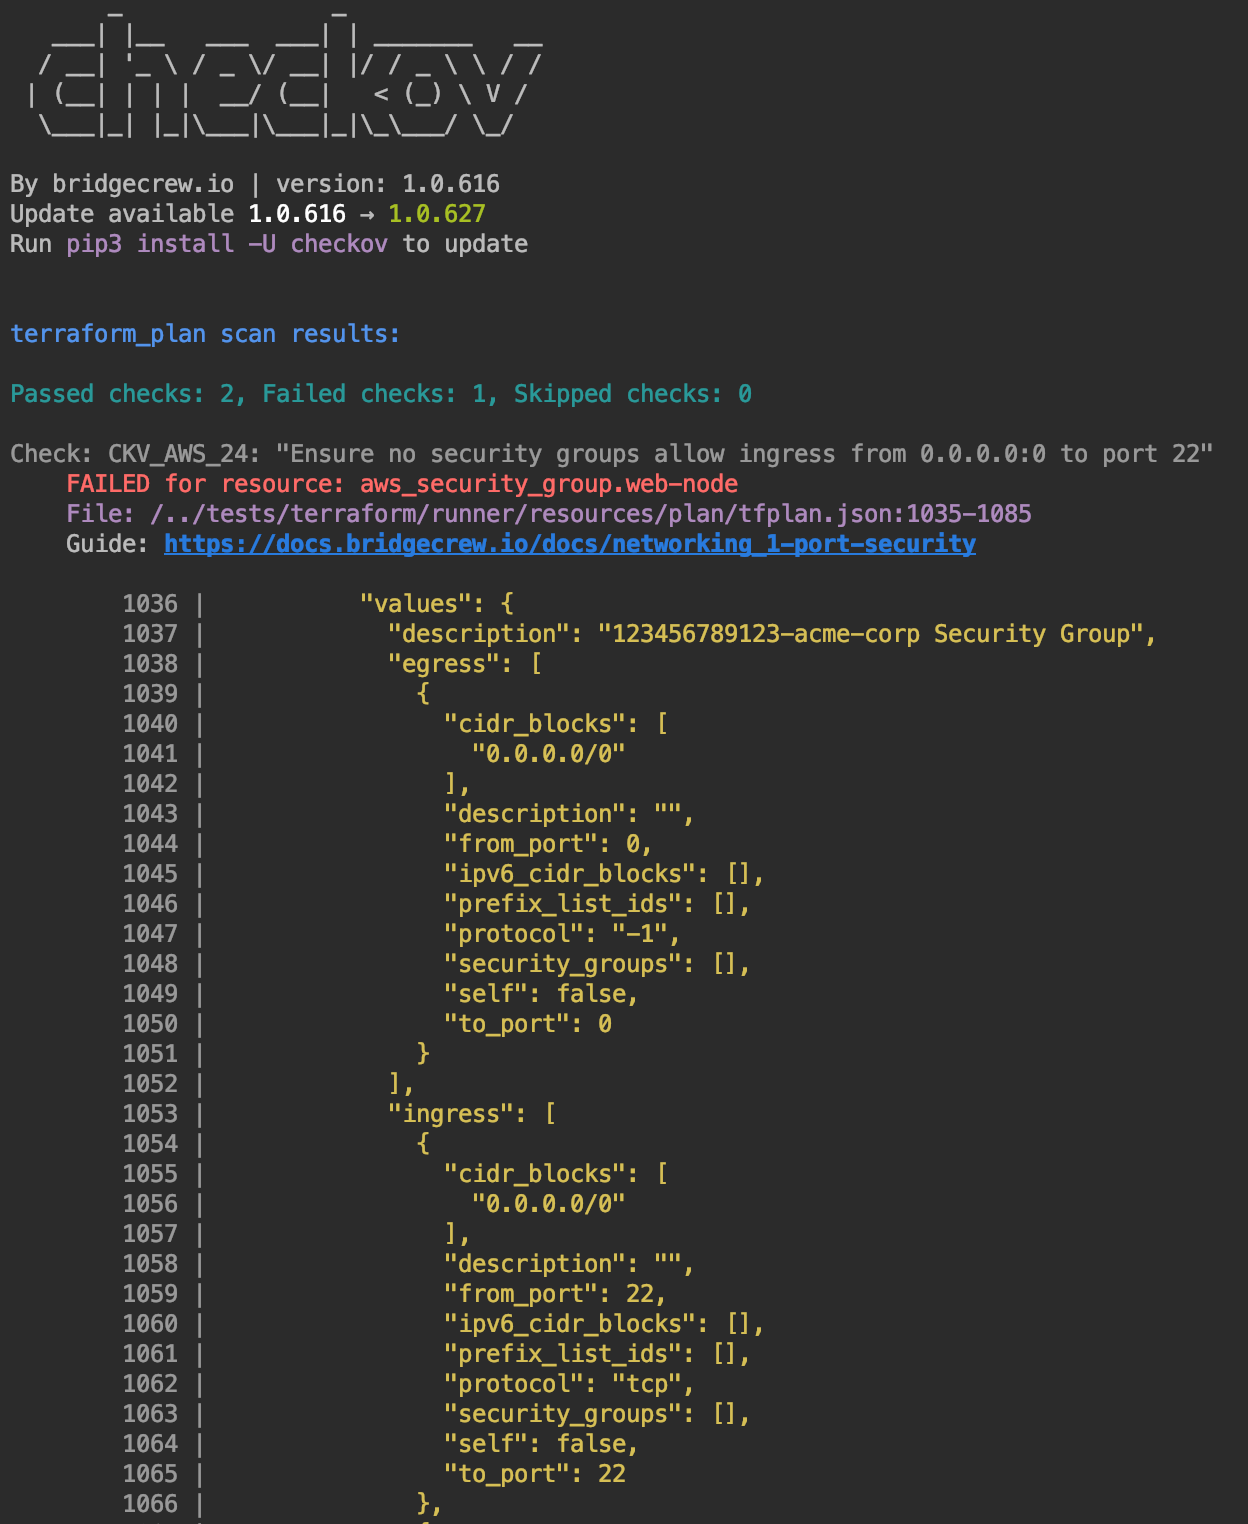 checkov
By bridgecrew.io | version: 1.0.616
Update available 1.0.616 → 1.0.627
Run pip3 install -U checkov to update
terraform_plan scan results:
Passed checks: 2, Failed checks: 1, Skipped checks: 0
Check: CKV_AWS_24: "Ensure no security groups allow ingress from 0.0.0.0:0 to port 22"
FAILED for resource: aws_security_group.web-node
File: /../tests/terraform/runner/resources/plan/tfplan.json:1035-1085
Guide: https://docs.bridgecrew.io/docs/networking_1-port-security
1036 | "values": {
1037 | "description": "123456789123-acme-corp Security Group",
1038 | "egress": [
1039 | {
1040 | "cidr_blocks": [
1041 | "0.0.0.0/0"
1042 | ],
1043 | "description": "",
1044 | "from_port": 0,
1045 | "ipv6_cidr_blocks": [],
1046 | "prefix_list_ids": [],
1047 | "protocol": "-1",
1048 | "security_groups": [],
1049 | "self": false,
1050 | "to_port": 0
1051 | }
1052 | ],
1053 | "ingress": [
1054 | {
1055 | "cidr_blocks": [
1056 | "0.0.0.0/0"
1057 | ],
1058 | "description": "",
1059 | "from_port": 22,
1060 | "ipv6_cidr_blocks": [],
1061 | "prefix_list_ids": [],
1062 | "protocol": "tcp",
1063 | "security_groups": [],
1064 | "self": false,
1065 | "to_port": 22
1066 | },